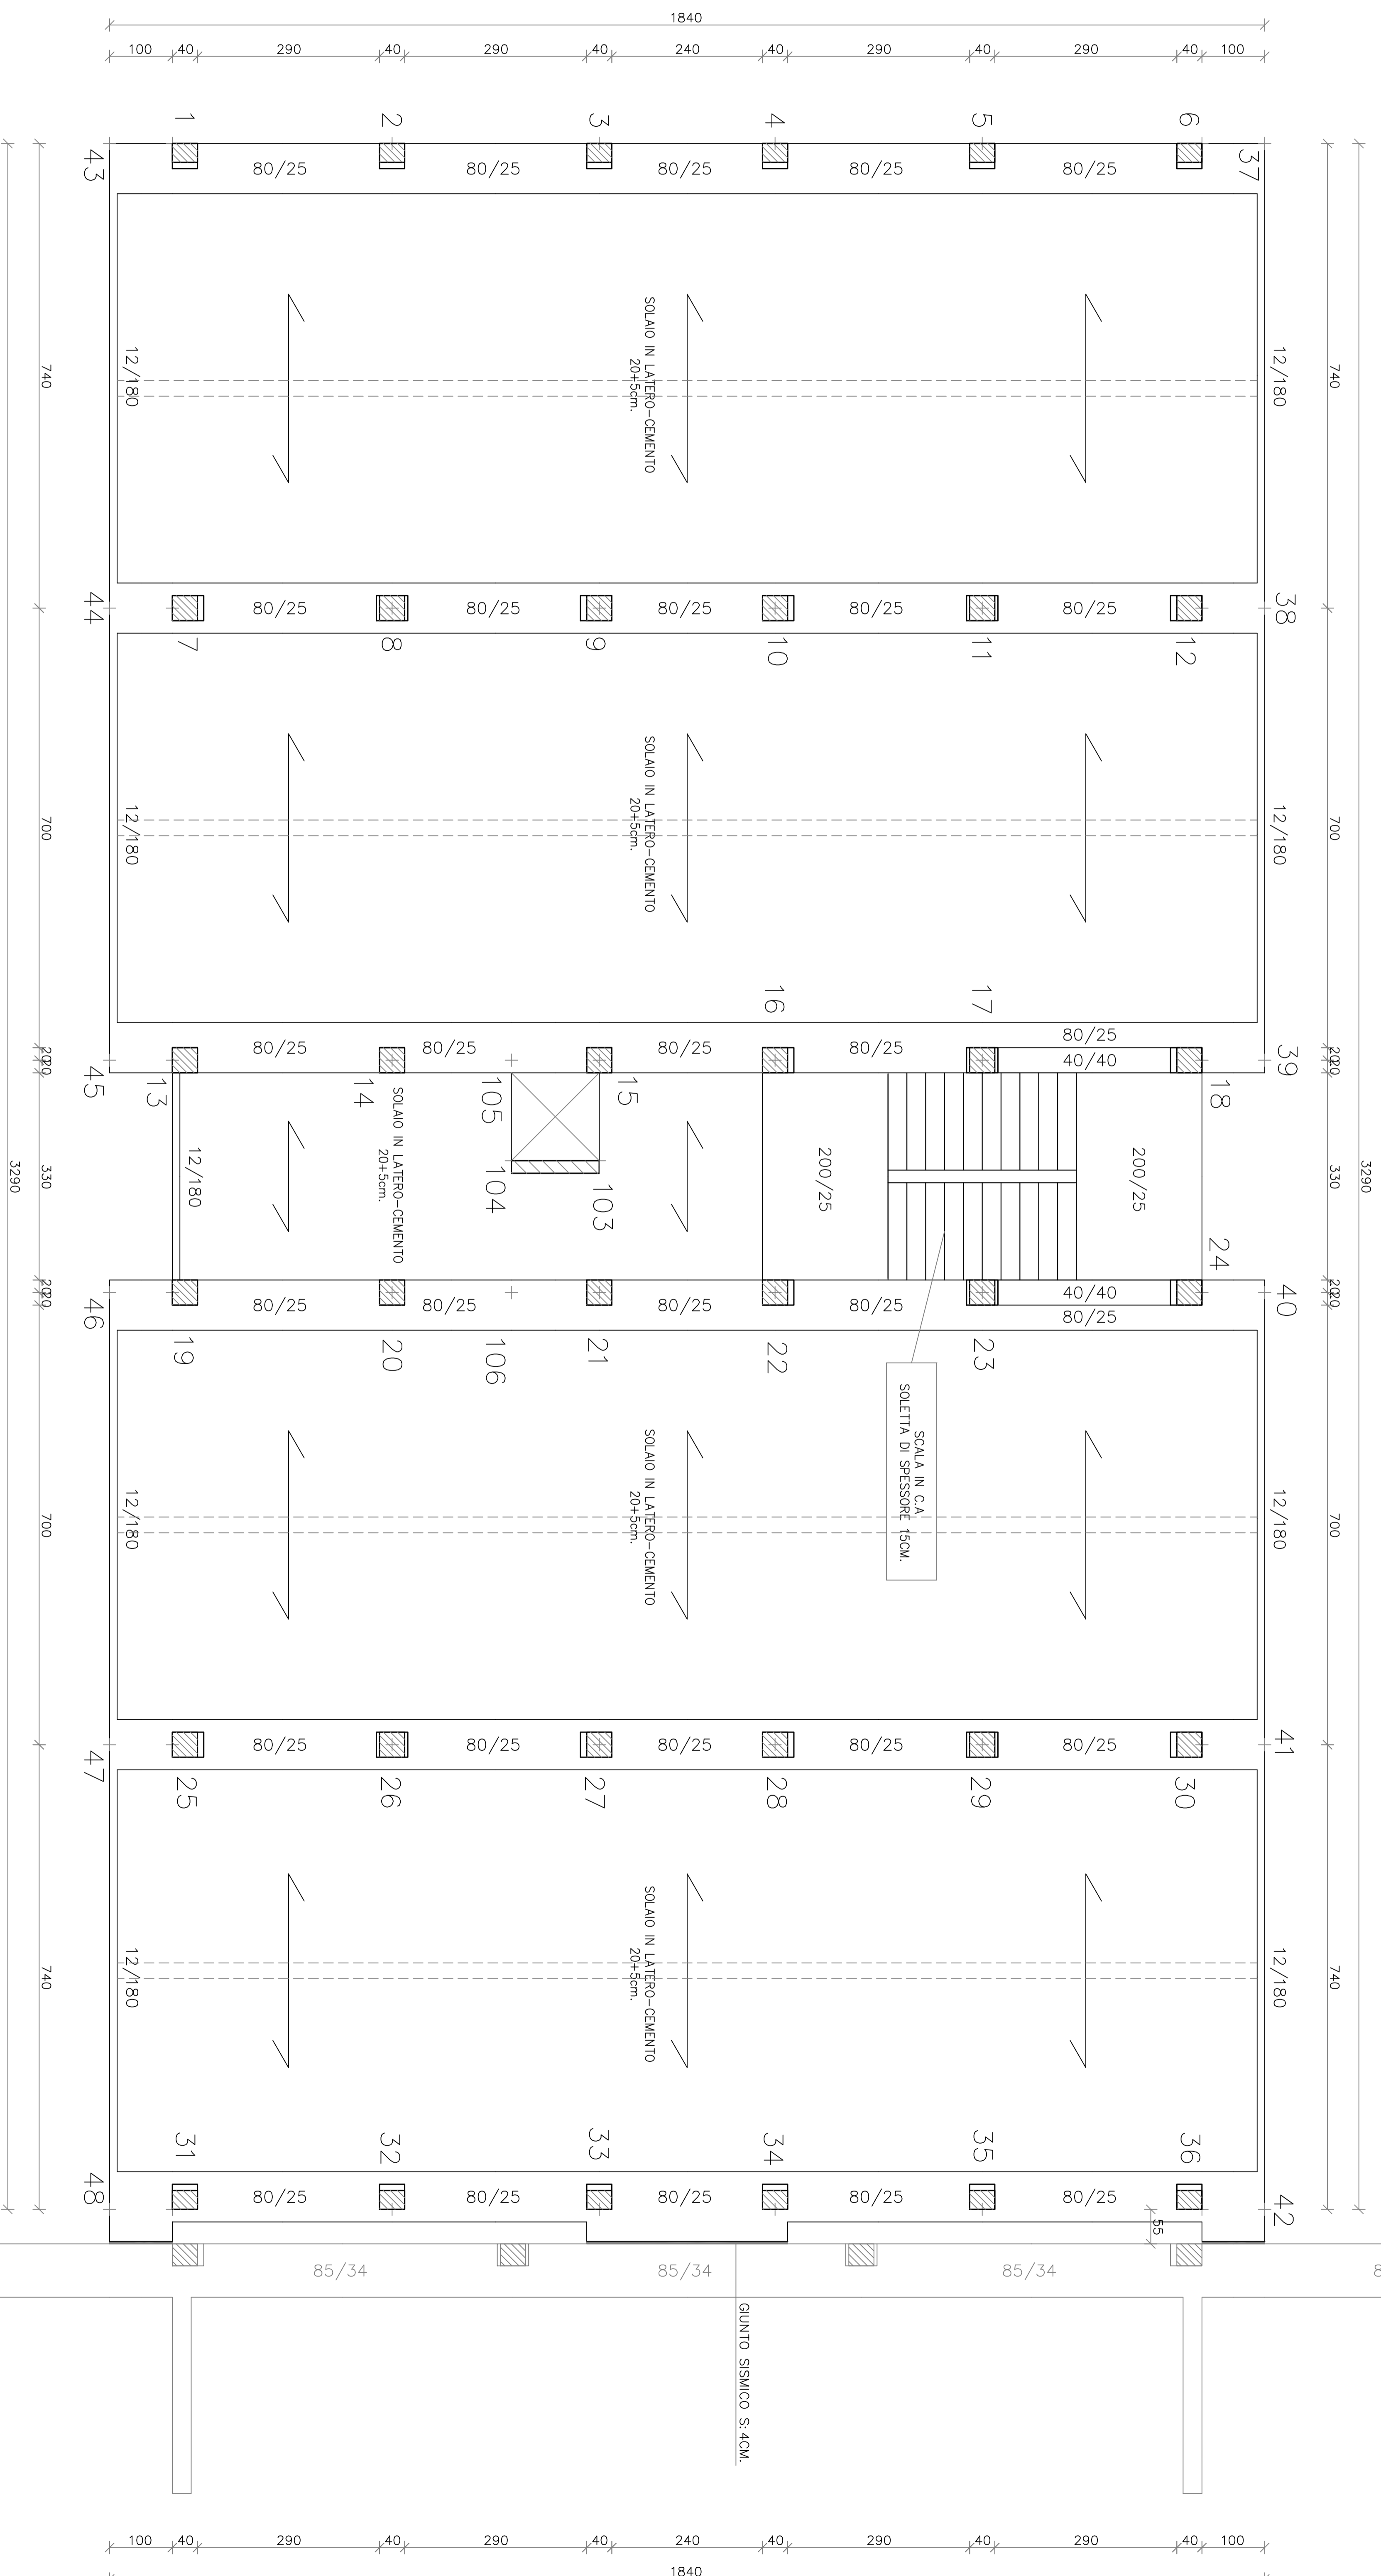 1840
100 40 290 40 290 40 240 40 290 40 290 40 100
1 2 3 4 5 6
43 37
80/25 80/25 80/25 80/25 80/25
12/180 12/180
740 740
SOLAIO IN LATERO-CEMENTO
20+5cm.
44 38
80/25 80/25 80/25 80/25 80/25
7 8 9 10 11 12
12/180 12/180
700 700
SOLAIO IN LATERO-CEMENTO
20+5cm.
16 17
80/25
80/25 80/25 80/25 80/25
40/40
2020 2020
45 39
13 14 105 15 18
SOLAIO IN LATERO-CEMENTO
20+5cm.
12/180
104 103
200/25 200/25
330 330
3290 3290
24
2020 2020
46 40
40/40
80/25 80/25 80/25 80/25
80/25
19 20 106 21 22 23
SCALA IN C.A
SOLETTA DI SPESSORE 15CM.
12/180 12/180
700 700
SOLAIO IN LATERO-CEMENTO
20+5cm.
47 41
80/25 80/25 80/25 80/25 80/25
25 26 27 28 29 30
12/180 12/180
740 740
SOLAIO IN LATERO-CEMENTO
20+5cm.
31 32 33 34 35 36
48 42
80/25 80/25 80/25 80/25 80/25
55
85/34 85/34 85/34 8
GIUNTO SISMICO S: 4CM.
100 40 290 40 290 40 240 40 290 40 290 40 100
1840